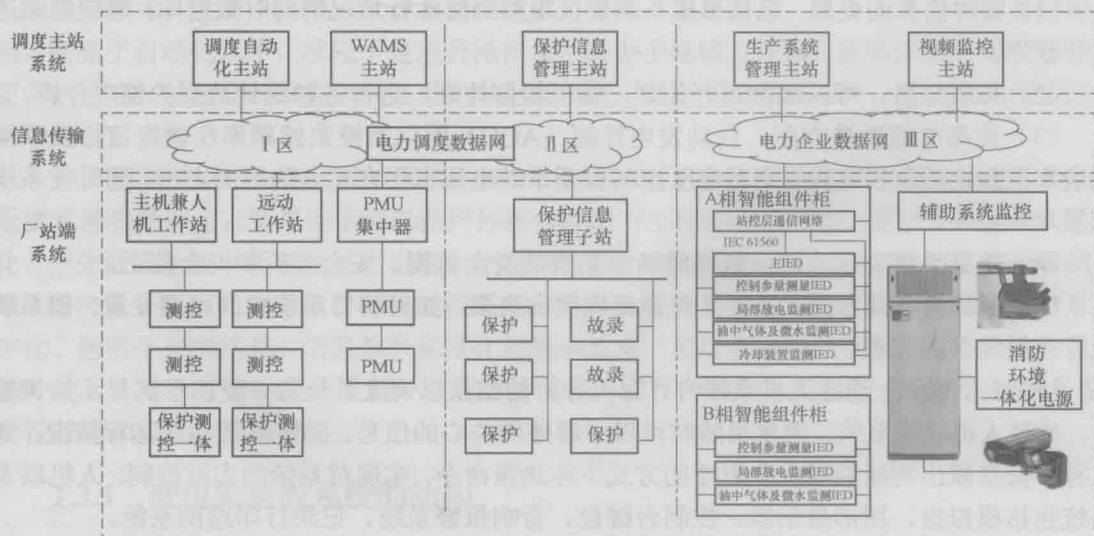 调度主站
系统
调度自动
化主站
WAMS
主站
保护信息
管理主站
生产系统
管理主站
视频监控
主站
信息传输
系统
Ⅰ区
电力调度数据网
Ⅱ区
电力企业数据网
Ⅲ区
厂站端
系统
主机兼人
机工作站
远动
工作站
PMU
集中器
保护信息
管理子站
A相智能组件柜
站控层通信网络
IEC 61560
主IED
控制参量测量IED
局部放电监测IED
油中气体及微水监测IED
冷却装置监测IED
辅助系统监控
测控
测控
PMU
测控
测控
PMU
保护测
控一体
保护测
控一体
保护
故录
保护
故录
保护
保护
B相智能组件柜
控制参量测量IED
局部放电监测IED
油中气体及微水监测IED
消防
环境
一体化电源